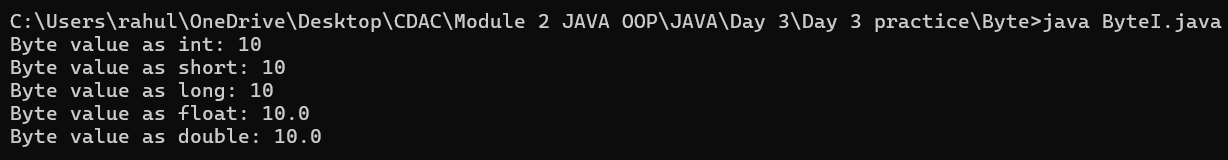 C:\Users\rahul\OneDrive\Desktop\CDAC\Module 2 JAVA OOP\JAVA\Day 3\Day 3 practice\Byte>java ByteI.java
Byte value as int: 10
Byte value as short: 10
Byte value as long: 10
Byte value as float: 10.0
Byte value as double: 10.0